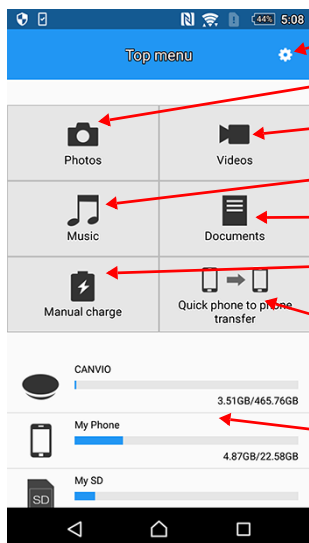 44% 5:08
Top menu
Photos
Videos
Music
Documents
Manual charge
Quick phone to phone
transfer
CANVIO
3.51GB/465.76GB
My Phone
4.87GB/22.58GB
My SD
SD